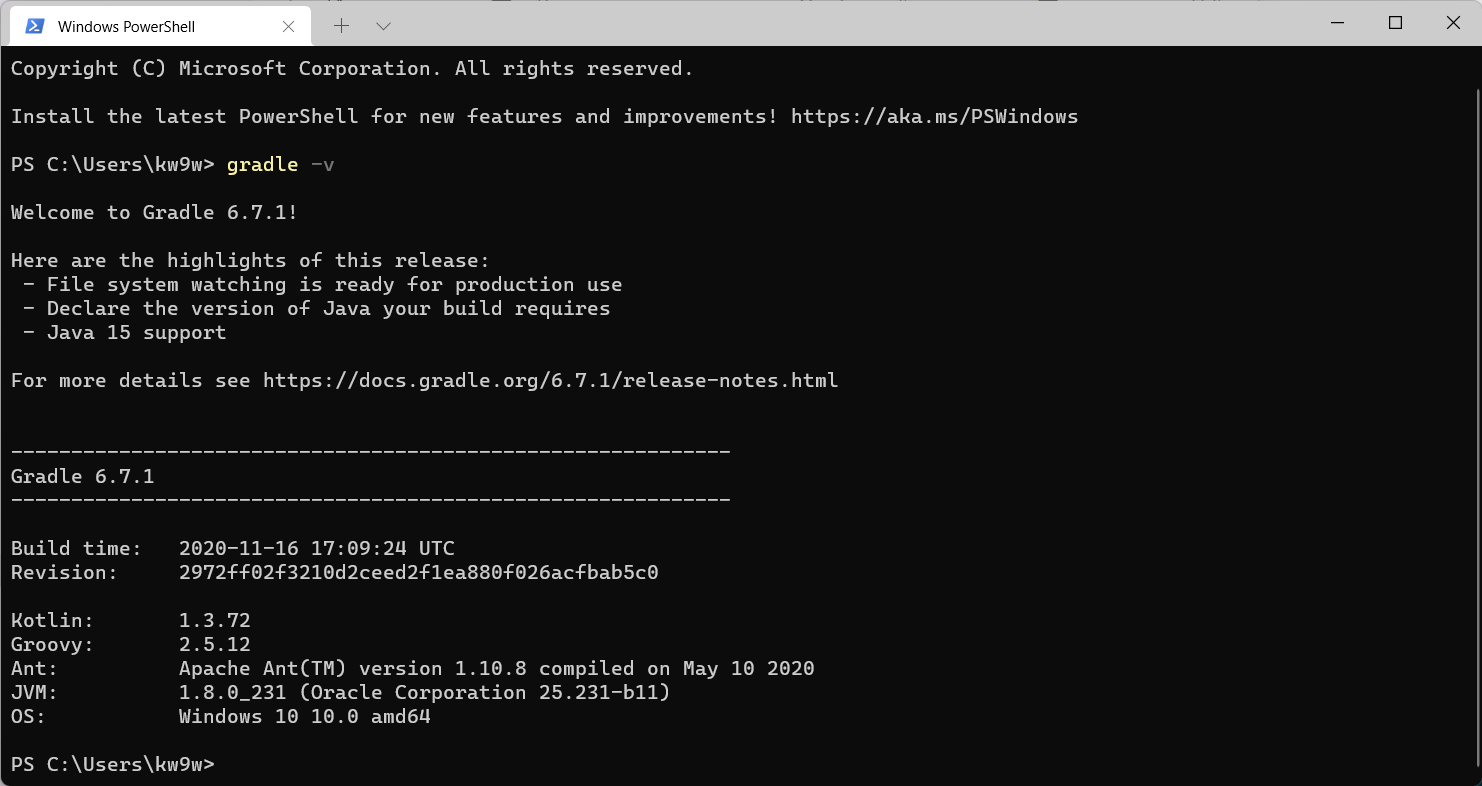 Windows PowerShell
Copyright (C) Microsoft Corporation. All rights reserved.
Install the latest PowerShell for new features and improvements! https://aka.ms/PSWindows
PS C:\Users\kw9w> gradle -v
Welcome to Gradle 6.7.1!
Here are the highlights of this release:
 - File system watching is ready for production use
 - Declare the version of Java your build requires
 - Java 15 support
For more details see https://docs.gradle.org/6.7.1/release-notes.html
------------------------------------------------------------
Gradle 6.7.1
------------------------------------------------------------
Build time:   2020-11-16 17:09:24 UTC
Revision:     2972ff02f3210d2ceed2f1ea880f026acfbab5c0
Kotlin:       1.3.72
Groovy:       2.5.12
Ant:          Apache Ant(TM) version 1.10.8 compiled on May 10 2020
JVM:          1.8.0_231 (Oracle Corporation 25.231-b11)
OS:           Windows 10 10.0 amd64
PS C:\Users\kw9w>